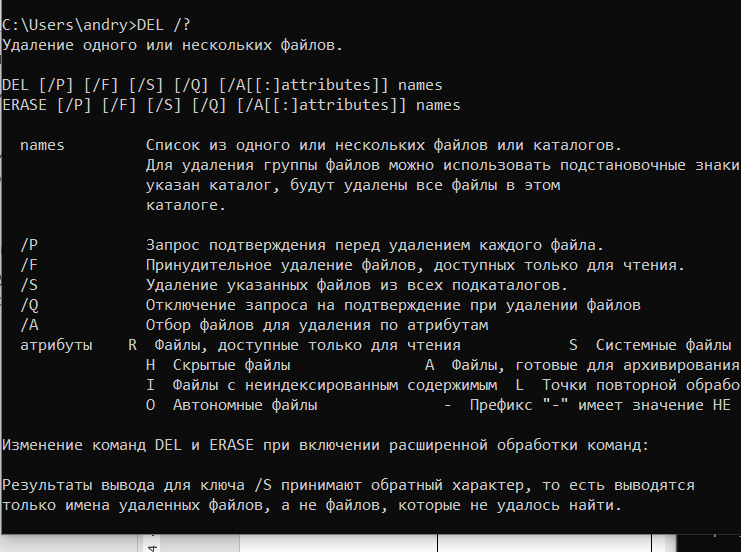 C:\Users\andry>DEL /?
Удаление одного или нескольких файлов.
DEL [/P] [/F] [/S] [/Q] [/A[[:]attributes]] names
ERASE [/P] [/F] [/S] [/Q] [/A[[:]attributes]] names
names Список из одного или нескольких файлов или каталогов.
Для удаления группы файлов можно использовать подстановочные знаки
указан каталог, будут удалены все файлы в этом
каталоге.
/P Запрос подтверждения перед удалением каждого файла.
/F Принудительное удаление файлов, доступных только для чтения.
/S Удаление указанных файлов из всех подкаталогов.
/Q Отключение запроса на подтверждение при удалении файлов
/A Отбор файлов для удаления по атрибутам
атрибуты R Файлы, доступные только для чтения S Системные файлы
H Скрытые файлы A Файлы, готовые для архивирования
I Файлы с неиндексированным содержимым L Точки повторной обрабо
O Автономные файлы - Префикс "-" имеет значение НЕ
Изменение команд DEL и ERASE при включении расширенной обработки команд:
Результаты вывода для ключа /S принимают обратный характер, то есть выводятся
только имена удаленных файлов, а не файлов, которые не удалось найти.
4